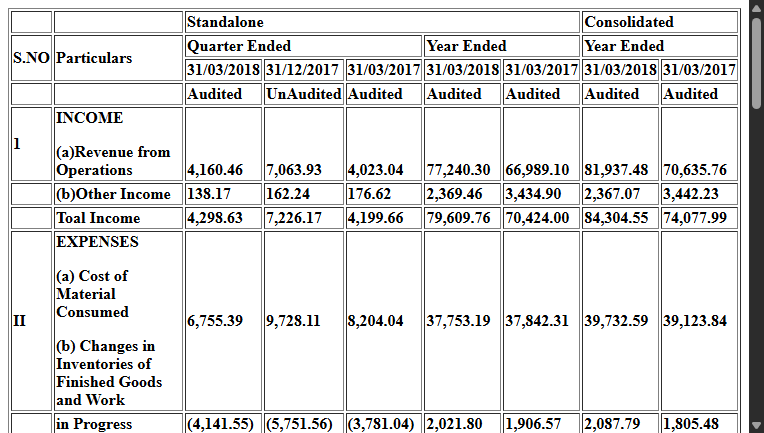 Standalone Consolidated
S.NO Particulars Quarter Ended Year Ended Year Ended
31/03/2018 31/12/2017 31/03/2017 31/03/2018 31/03/2017 31/03/2018 31/03/2017
Audited UnAudited Audited Audited Audited Audited Audited
1 INCOME
(a)Revenue from
Operations 4,160.46 7,063.93 4,023.04 77,240.30 66,989.10 81,937.48 70,635.76
(b)Other Income 138.17 162.24 176.62 2,369.46 3,434.90 2,367.07 3,442.23
Toal Income 4,298.63 7,226.17 4,199.66 79,609.76 70,424.00 84,304.55 74,077.99
EXPENSES
(a) Cost of
Material
Consumed
II 6,755.39 9,728.11 8,204.04 37,753.19 37,842.31 39,732.59 39,123.84
(b) Changes in
Inventories of
Finished Goods
and Work
in Progress (4,141.55) (5,751.56) (3,781.04) 2,021.80 1,906.57 2,087.79 1,805.48